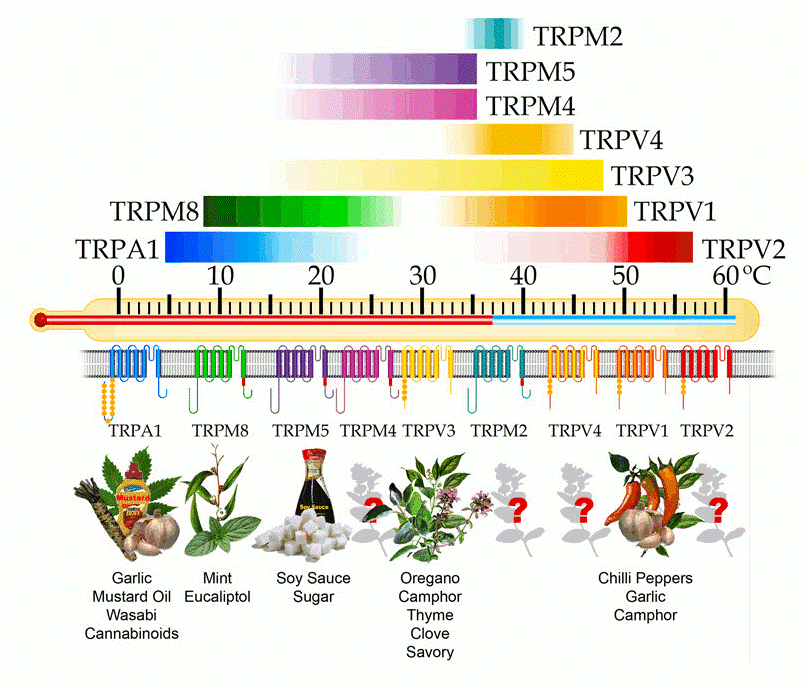 TRPM2
TRPM5
TRPM4
TRPV4
TRPV3
TRPM8 TRPV1
TRPA1 TRPV2
0 10 20 30 40 50 60 ºC
TRPA1 TRPM8 TRPM5 TRPM4 TRPV3 TRPM2 TRPV4 TRPV1 TRPV2
Mustard
Soy Sauce
? ? ? ?
Garlic
Mustard Oil
Wasabi
Cannabinoids
Mint
Eucaliptol
Soy Sauce
Sugar
Oregano
Camphor
Thyme
Clove
Savory
Chilli Peppers
Garlic
Camphor